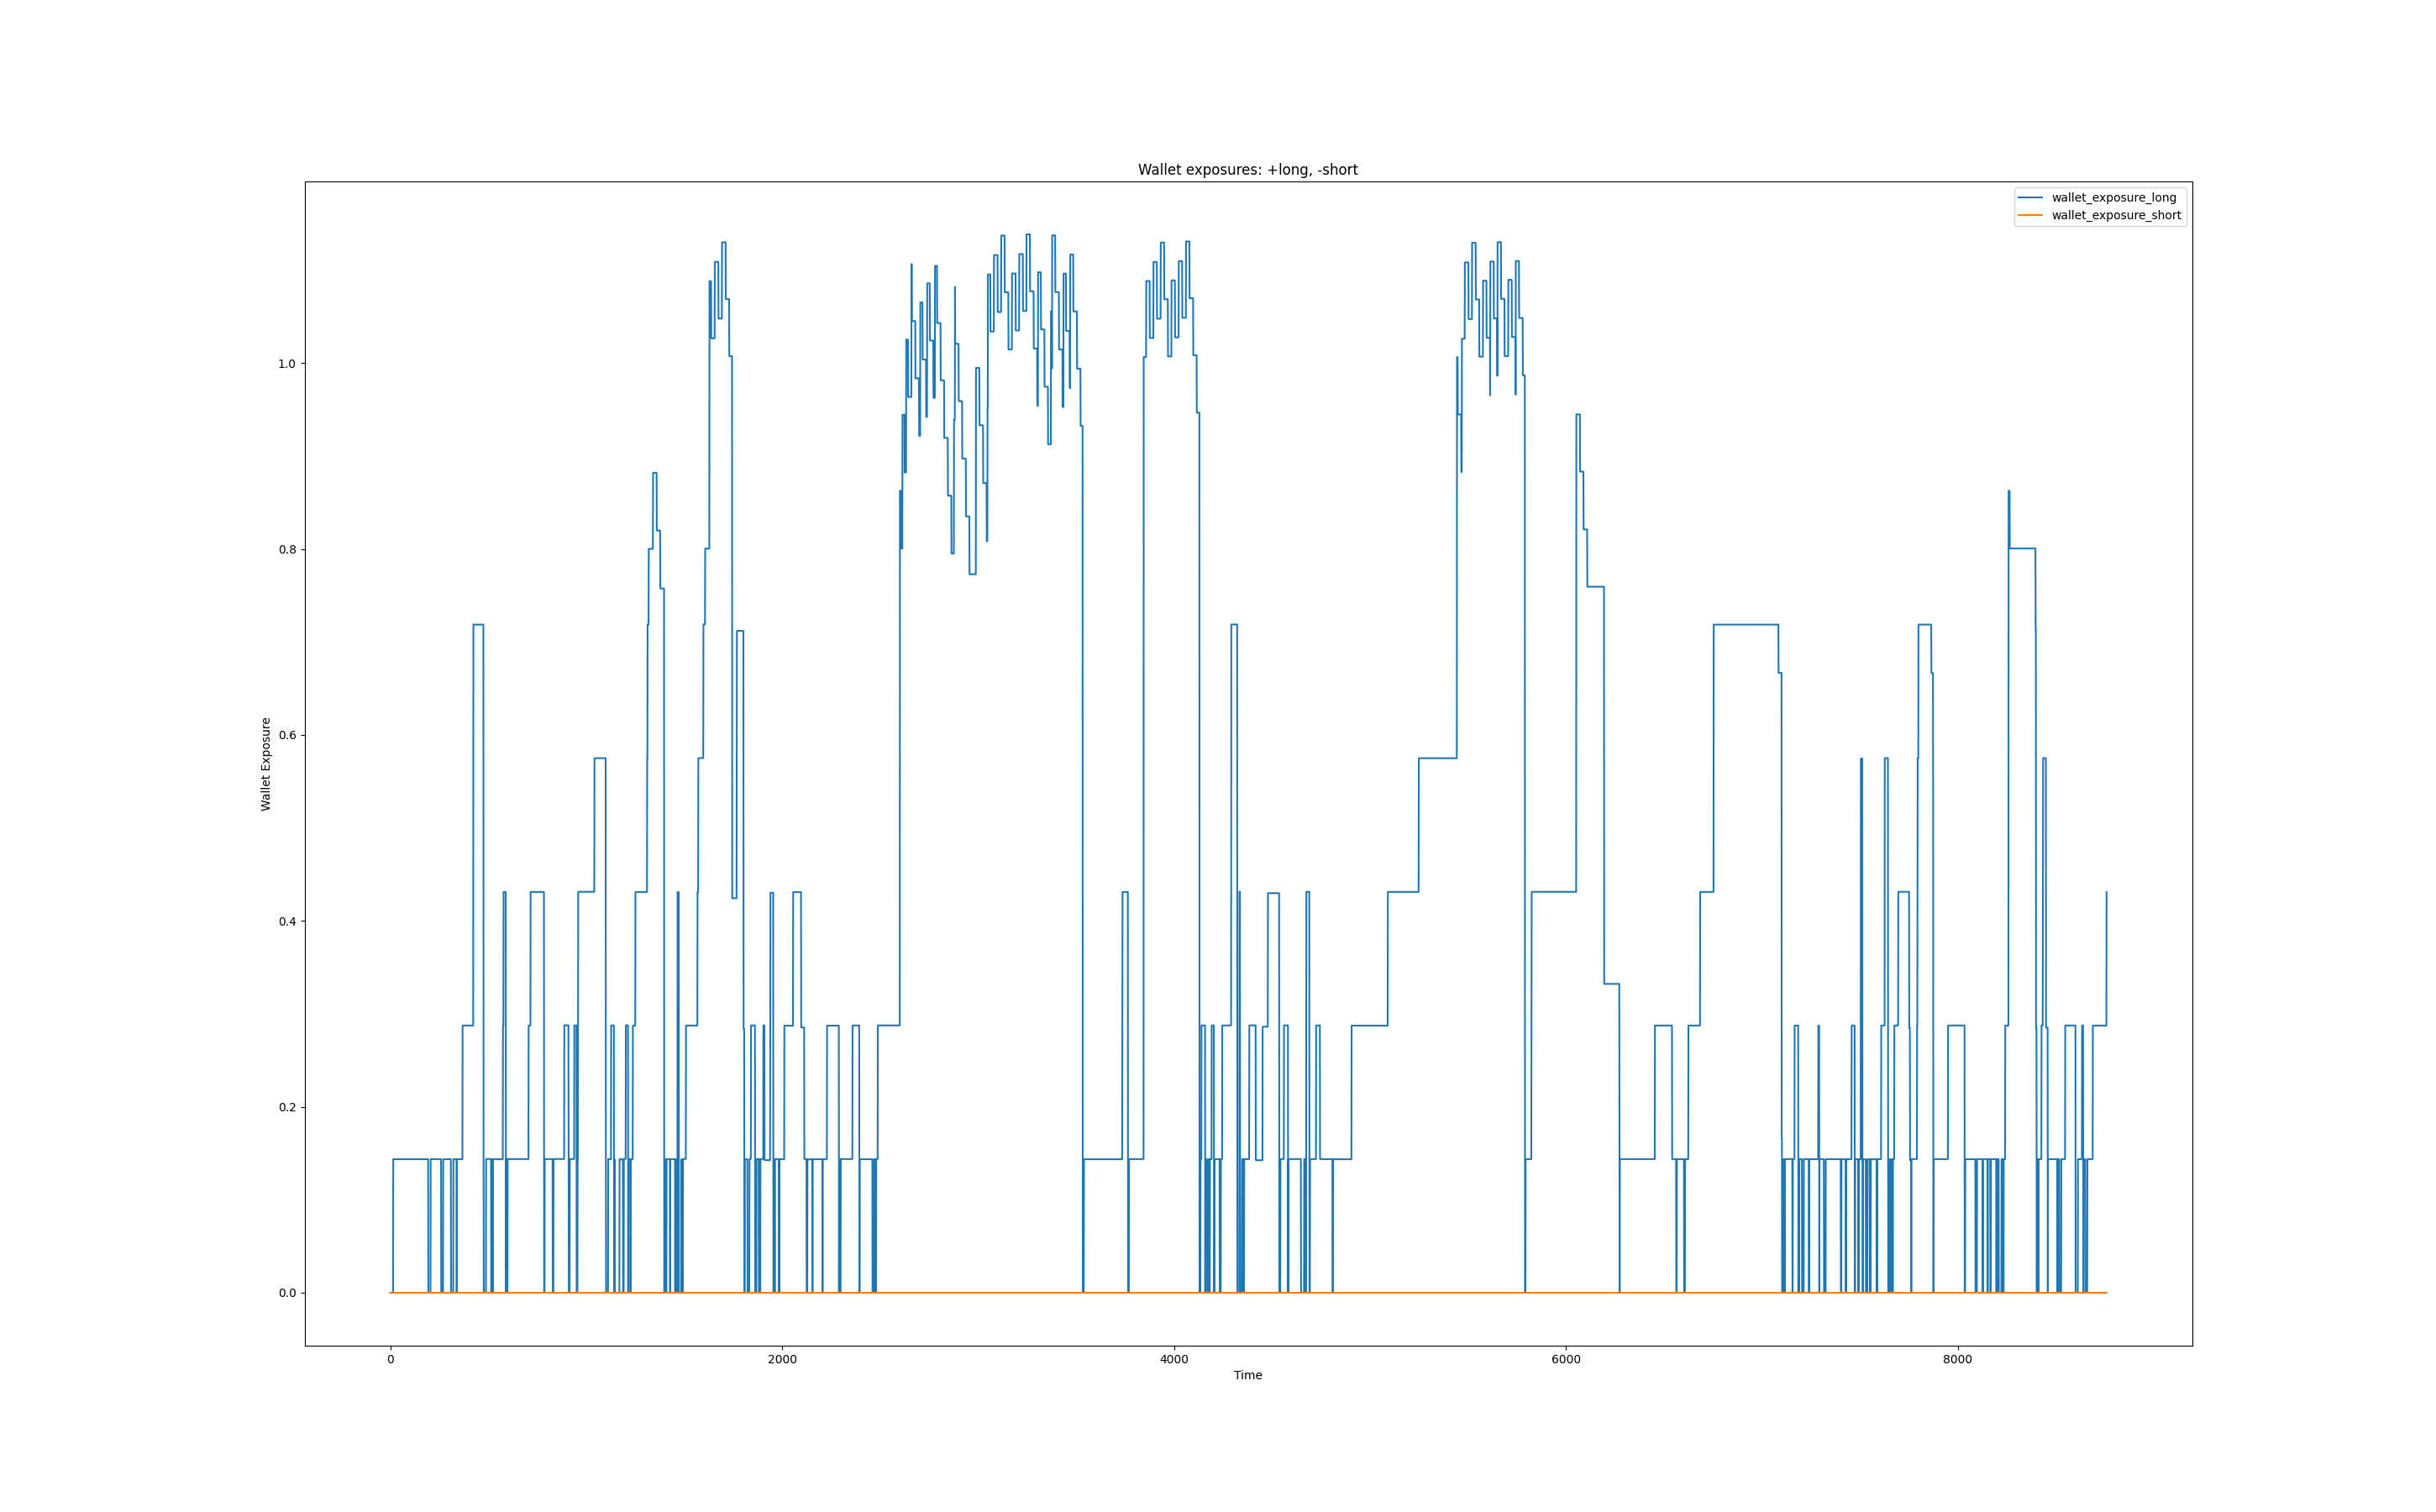 Wallet exposures: +long, -short
wallet_exposure_long
wallet_exposure_short
1.0
0.8
0.6
0.4
0.2
0.0
Wallet Exposure
0 2000 4000 6000 8000
Time